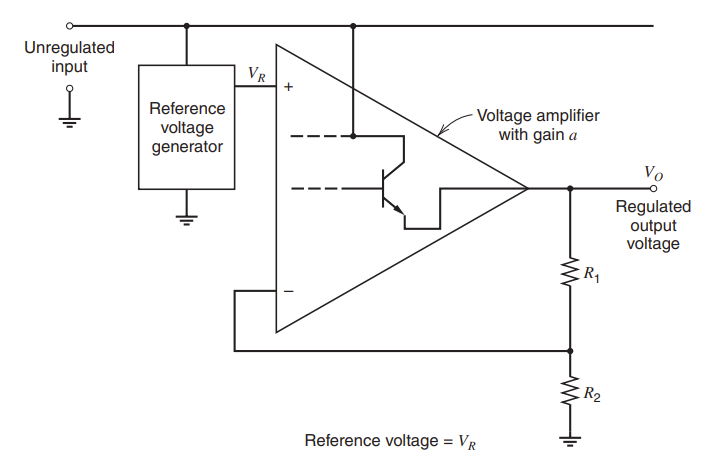 Unregulated
input
V_R
+
Reference
voltage
generator
Voltage amplifier
with gain a
V_O
Regulated
output
voltage
R_1
−
R_2
Reference voltage = V_R